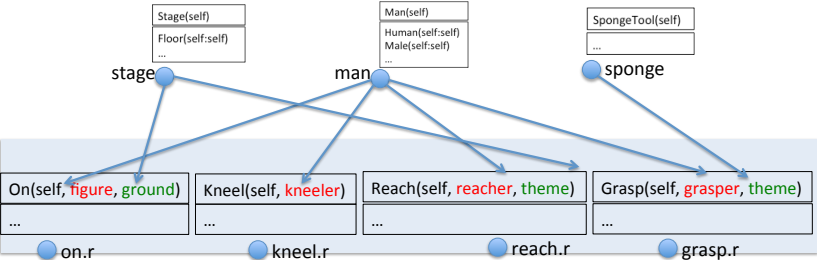 Stage(self)
Floor(self:self)
...
stage
Man(self)
Human(self:self)
Male(self:self)
...
man
SpongeTool(self)
...
sponge
On(self, figure, ground)
...
on.r
Kneel(self, kneeler)
...
kneel.r
Reach(self, reacher, theme)
...
reach.r
Grasp(self, grasper, theme)
...
grasp.r